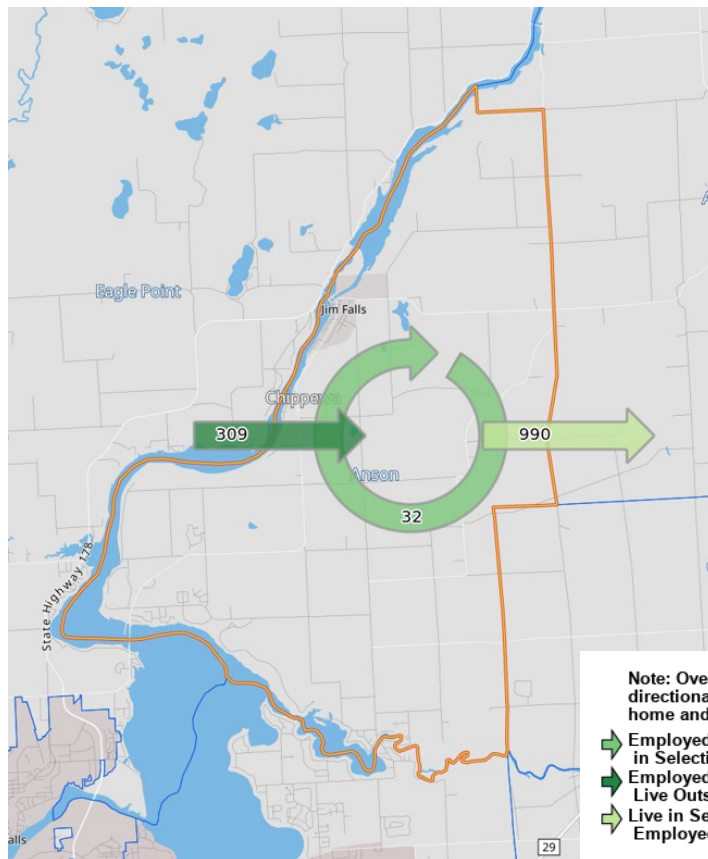 Eagle Point
Jim Falls
Chippewa
309
990
Anson
32
State Highway 178
Note: Ove
directiona
home and
Employed
in Selecti
Employed
Live Outs
Live in Se
Employe
alls
29